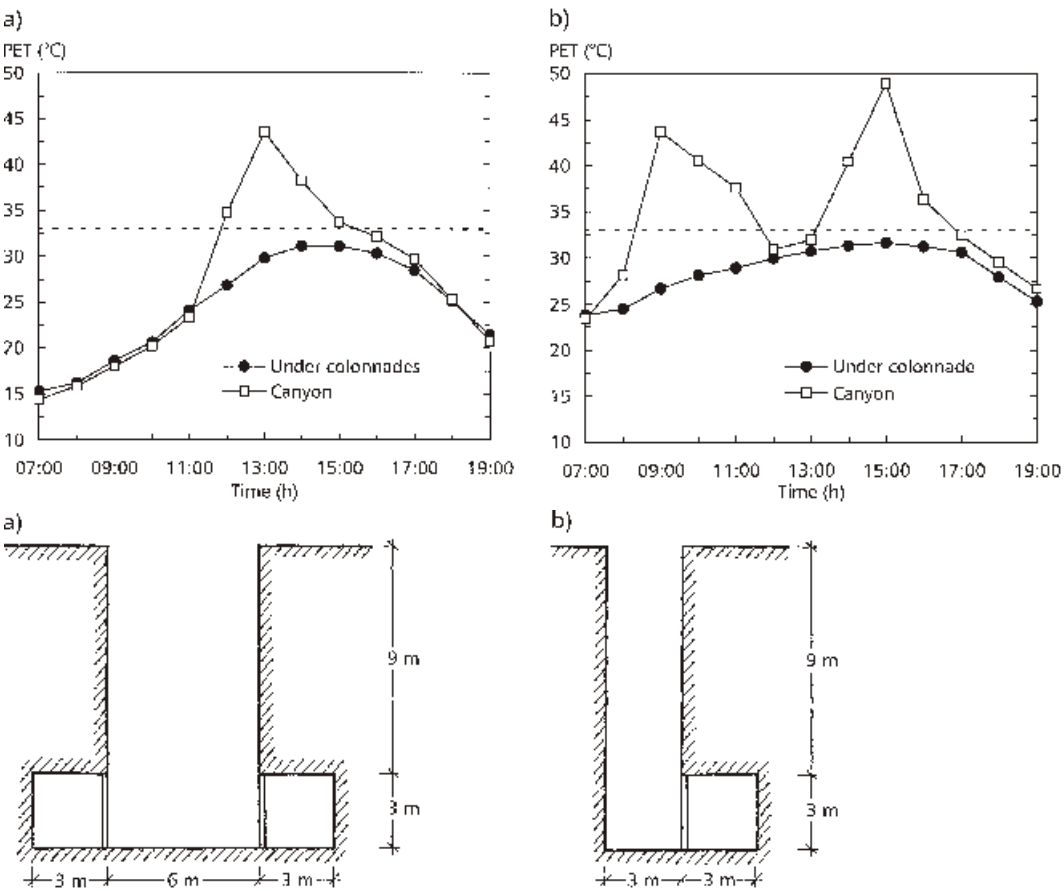 a)
PET (°C)
50
45
40
35
30
25
20
15
10
07:00 09:00 11:00 13:00 15:00 17:00 19:00
Time (h)
Under colonnades
Canyon
b)
PET (°C)
50
45
40
35
30
25
20
15
10
07:00 09:00 11:00 13:00 15:00 17:00 19:00
Time (h)
Under colonnade
Canyon
a)
9 m
3 m
3 m 6 m 3 m
b)
9 m
3 m
3 m 3 m